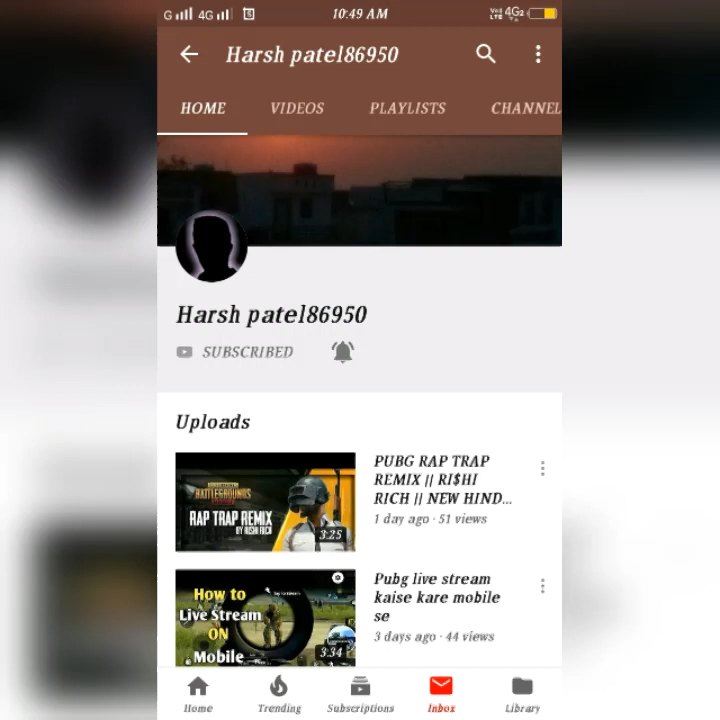 G 4G 10:49 AM VoLTE 4G2
Harsh patel86950
HOME VIDEOS PLAYLISTS CHANNEL
Harsh patel86950
SUBSCRIBED
Uploads
BATTLEGROUNDS
RAP TRAP REMIX
BY RISHI RICH
3:25
PUBG RAP TRAP
REMIX || RI$HI
RICH || NEW HIND...
1 day ago · 51 views
How to
Live Stream
ON
Mobile
3:34
Pubg live stream
kaise kare mobile
se
3 days ago · 44 views
Home Trending Subscriptions Inbox Library